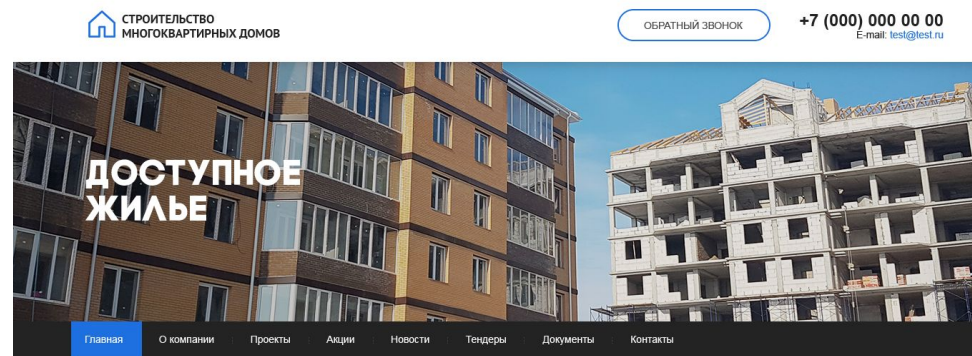 СТРОИТЕЛЬСТВО
МНОГОКВАРТИРНЫХ ДОМОВ
ОБРАТНЫЙ ЗВОНОК
+7 (000) 000 00 00
E-mail: test@test.ru
ДОСТУПНОЕ
ЖИЛЬЕ
Главная О компании Проекты Акции Новости Тендеры Документы Контакты